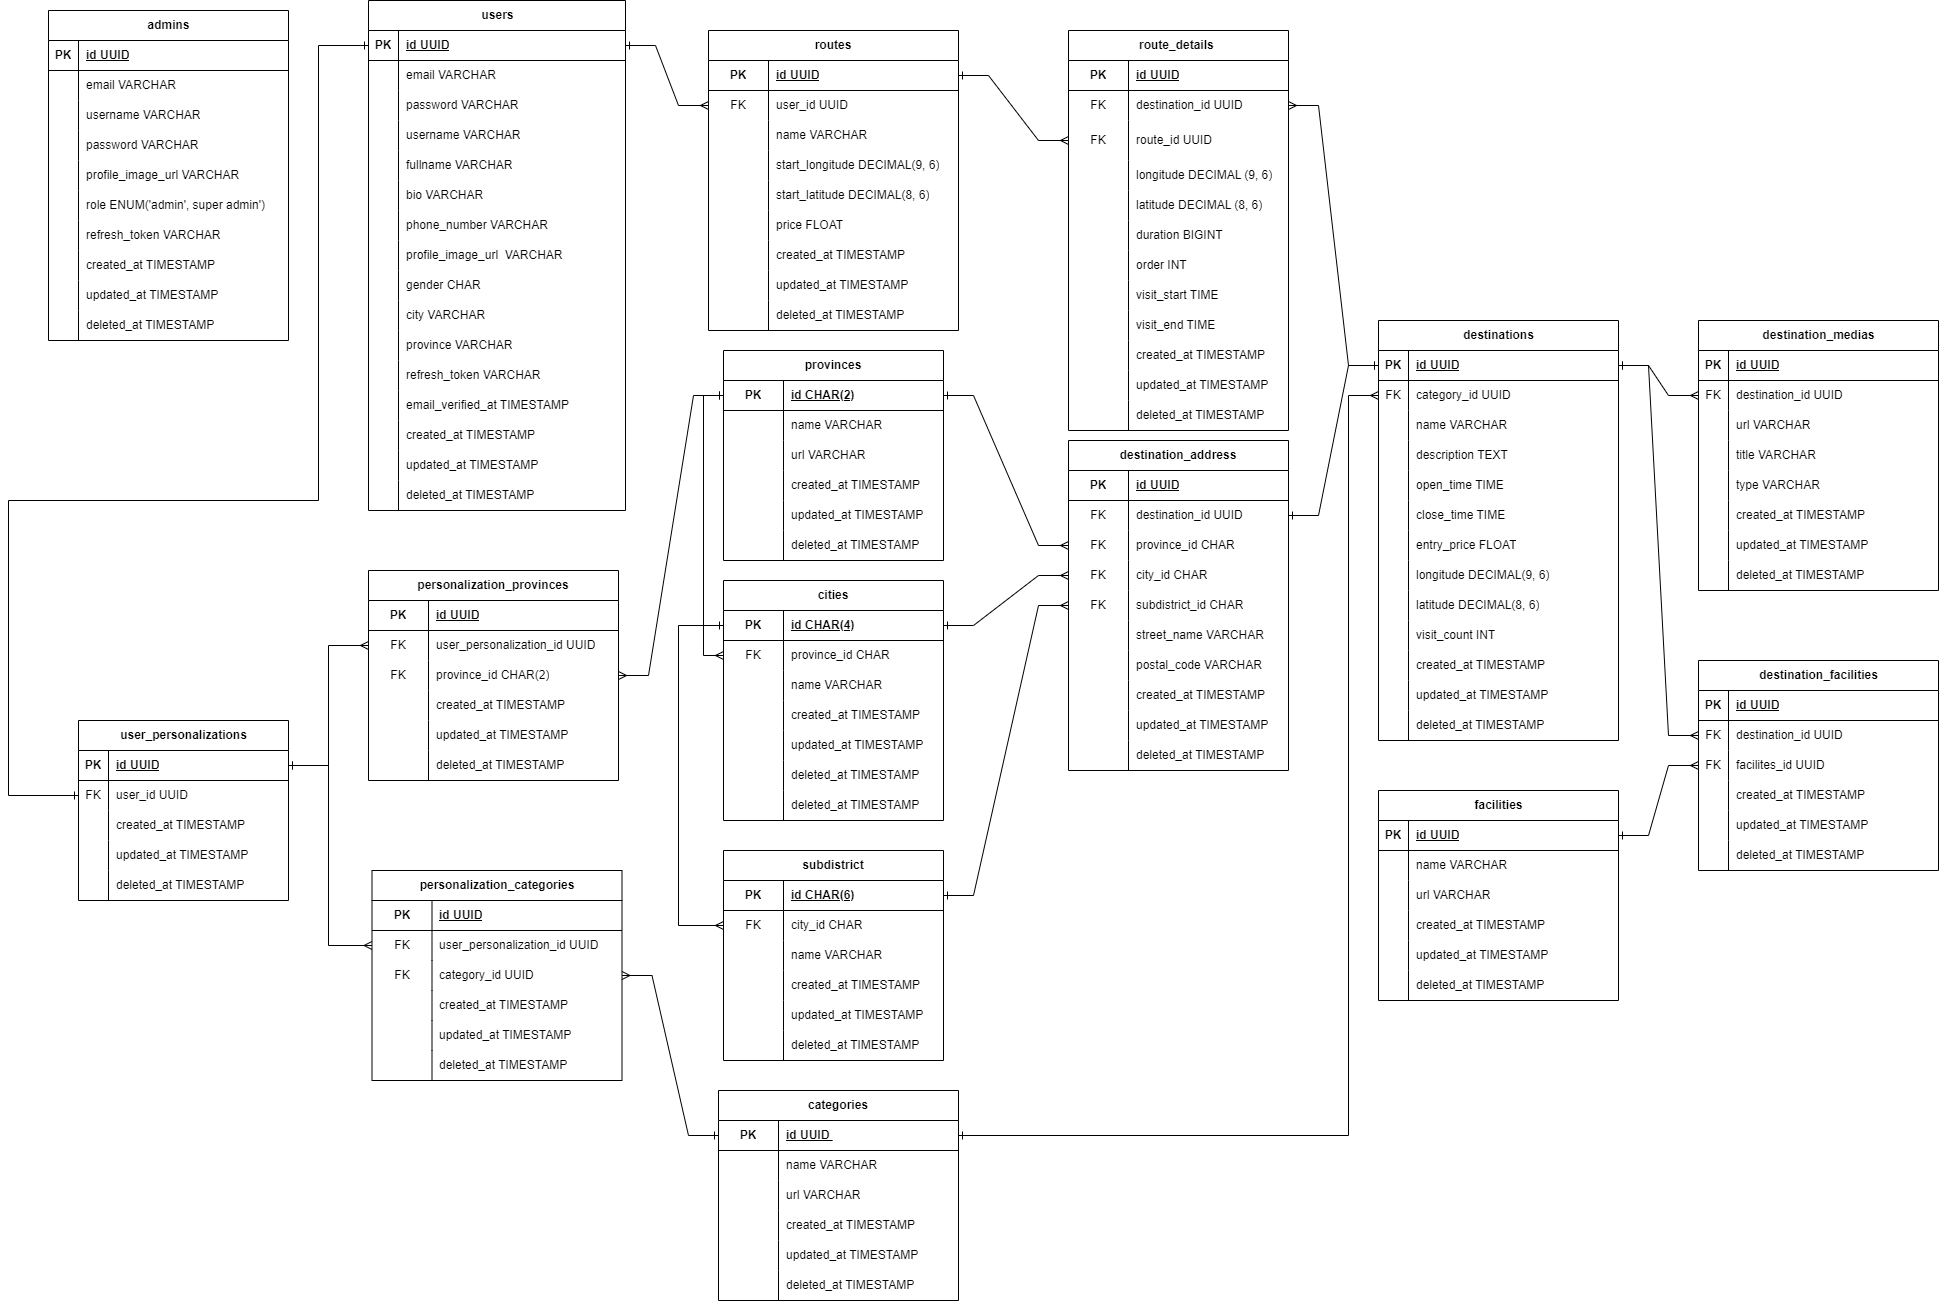 admins
PK id UUID
email VARCHAR
username VARCHAR
password VARCHAR
profile_image_url VARCHAR
role ENUM('admin', super admin')
refresh_token VARCHAR
created_at TIMESTAMP
updated_at TIMESTAMP
deleted_at TIMESTAMP
users
PK id UUID
email VARCHAR
password VARCHAR
username VARCHAR
fullname VARCHAR
bio VARCHAR
phone_number VARCHAR
profile_image_url  VARCHAR
gender CHAR
city VARCHAR
province VARCHAR
refresh_token VARCHAR
email_verified_at TIMESTAMP
created_at TIMESTAMP
updated_at TIMESTAMP
deleted_at TIMESTAMP
routes
PK id UUID
FK user_id UUID
name VARCHAR
start_longitude DECIMAL(9, 6)
start_latitude DECIMAL(8, 6)
price FLOAT
created_at TIMESTAMP
updated_at TIMESTAMP
deleted_at TIMESTAMP
route_details
PK id UUID
FK destination_id UUID
FK route_id UUID
longitude DECIMAL (9, 6)
latitude DECIMAL (8, 6)
duration BIGINT
order INT
visit_start TIME
visit_end TIME
created_at TIMESTAMP
updated_at TIMESTAMP
deleted_at TIMESTAMP
destinations
PK id UUID
FK category_id UUID
name VARCHAR
description TEXT
open_time TIME
close_time TIME
entry_price FLOAT
longitude DECIMAL(9, 6)
latitude DECIMAL(8, 6)
visit_count INT
created_at TIMESTAMP
updated_at TIMESTAMP
deleted_at TIMESTAMP
destination_medias
PK id UUID
FK destination_id UUID
url VARCHAR
title VARCHAR
type VARCHAR
created_at TIMESTAMP
updated_at TIMESTAMP
deleted_at TIMESTAMP
provinces
PK id CHAR(2)
name VARCHAR
url VARCHAR
created_at TIMESTAMP
updated_at TIMESTAMP
deleted_at TIMESTAMP
destination_address
PK id UUID
FK destination_id UUID
FK province_id CHAR
FK city_id CHAR
FK subdistrict_id CHAR
street_name VARCHAR
postal_code VARCHAR
created_at TIMESTAMP
updated_at TIMESTAMP
deleted_at TIMESTAMP
personalization_provinces
PK id UUID
FK user_personalization_id UUID
FK province_id CHAR(2)
created_at TIMESTAMP
updated_at TIMESTAMP
deleted_at TIMESTAMP
cities
PK id CHAR(4)
FK province_id CHAR
name VARCHAR
created_at TIMESTAMP
updated_at TIMESTAMP
deleted_at TIMESTAMP
deleted_at TIMESTAMP
destination_facilities
PK id UUID
FK destination_id UUID
FK facilites_id UUID
created_at TIMESTAMP
updated_at TIMESTAMP
deleted_at TIMESTAMP
user_personalizations
PK id UUID
FK user_id UUID
created_at TIMESTAMP
updated_at TIMESTAMP
deleted_at TIMESTAMP
facilities
PK id UUID
name VARCHAR
url VARCHAR
created_at TIMESTAMP
updated_at TIMESTAMP
deleted_at TIMESTAMP
personalization_categories
PK id UUID
FK user_personalization_id UUID
FK category_id UUID
created_at TIMESTAMP
updated_at TIMESTAMP
deleted_at TIMESTAMP
subdistrict
PK id CHAR(6)
FK city_id CHAR
name VARCHAR
created_at TIMESTAMP
updated_at TIMESTAMP
deleted_at TIMESTAMP
categories
PK id UUID
name VARCHAR
url VARCHAR
created_at TIMESTAMP
updated_at TIMESTAMP
deleted_at TIMESTAMP